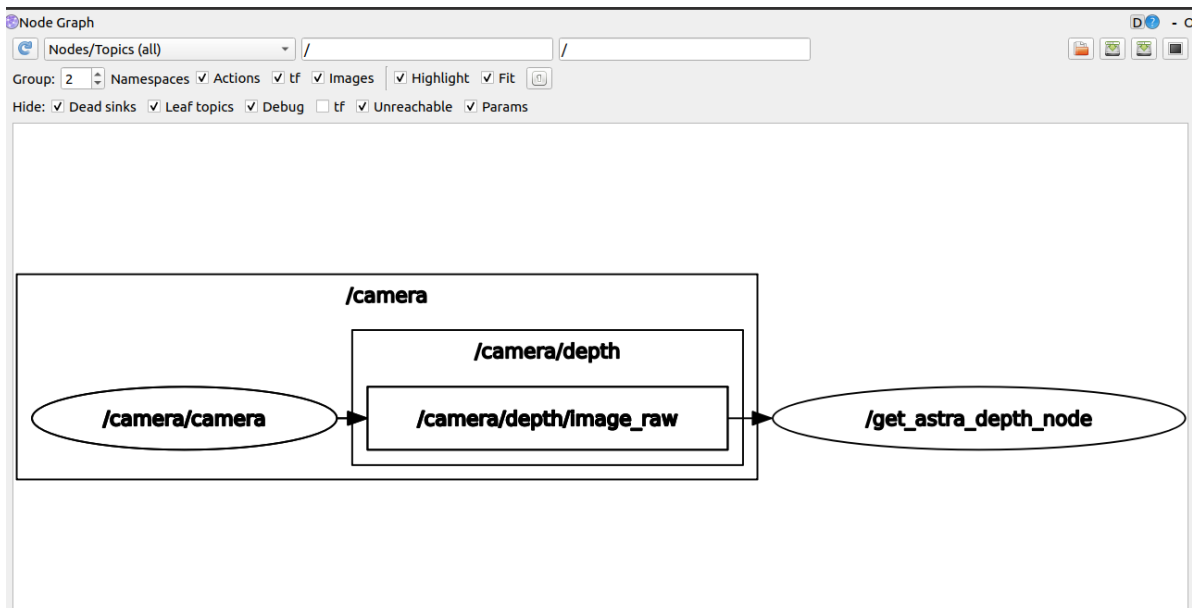 Node Graph
D ? - O
Nodes/Topics (all) / /
Group: 2 Namespaces Actions tf Images Highlight Fit
Hide: Dead sinks Leaf topics Debug tf Unreachable Params
/camera
/camera/depth
/camera/camera /camera/depth/image_raw /get_astra_depth_node